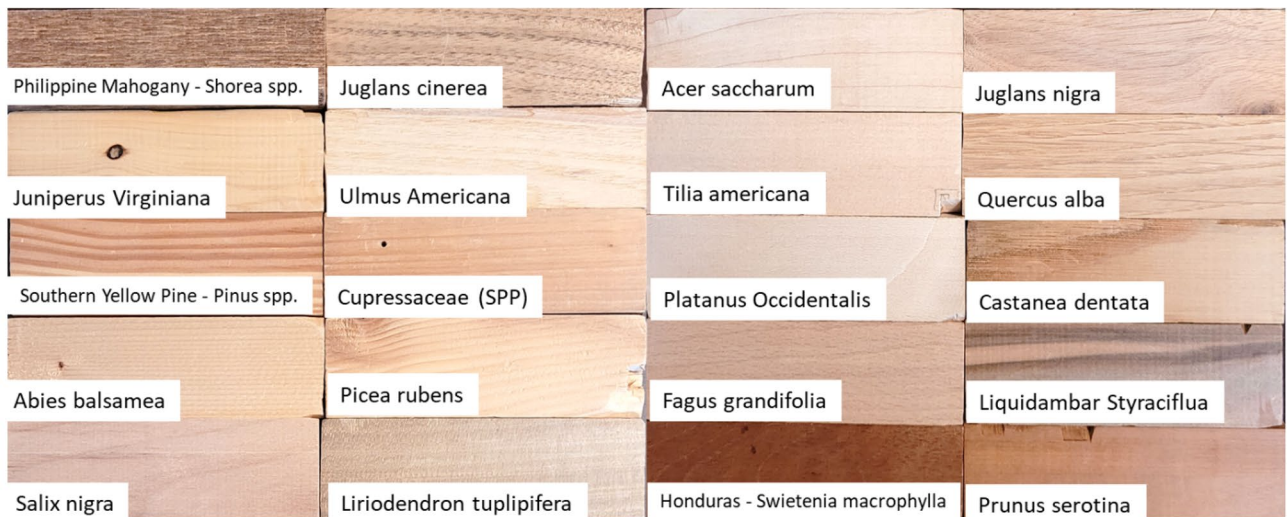 Philippine Mahogany - Shorea spp.
Juglans cinerea
Acer saccharum
Juglans nigra
Juniperus Virginiana
Ulmus Americana
Tilia americana
Quercus alba
Southern Yellow Pine - Pinus spp.
Cupressaceae (SPP)
Platanus Occidentalis
Castanea dentata
Abies balsamea
Picea rubens
Fagus grandifolia
Liquidambar Styraciflua
Salix nigra
Liriodendron tuplipifera
Honduras - Swietenia macrophylla
Prunus serotina